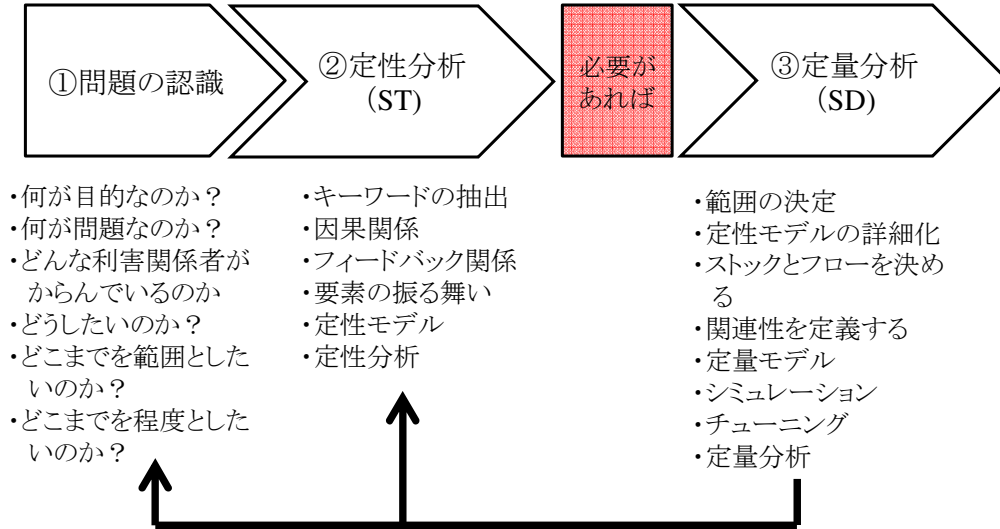 ①問題の認識
②定性分析
（ST)
必要が
あれば
③定量分析
（SD)
・何が目的なのか？
・何が問題なのか？
・どんな利害関係者が
からんでいるのか
・どうしたいのか？
・どこまでを範囲とした
いのか？
・どこまでを程度とした
いのか？
・キーワードの抽出
・因果関係
・フィードバック関係
・要素の振る舞い
・定性モデル
・定性分析
・範囲の決定
・定性モデルの詳細化
・ストックとフローを決め
る
・関連性を定義する
・定量モデル
・シミュレーション
・チューニング
・定量分析